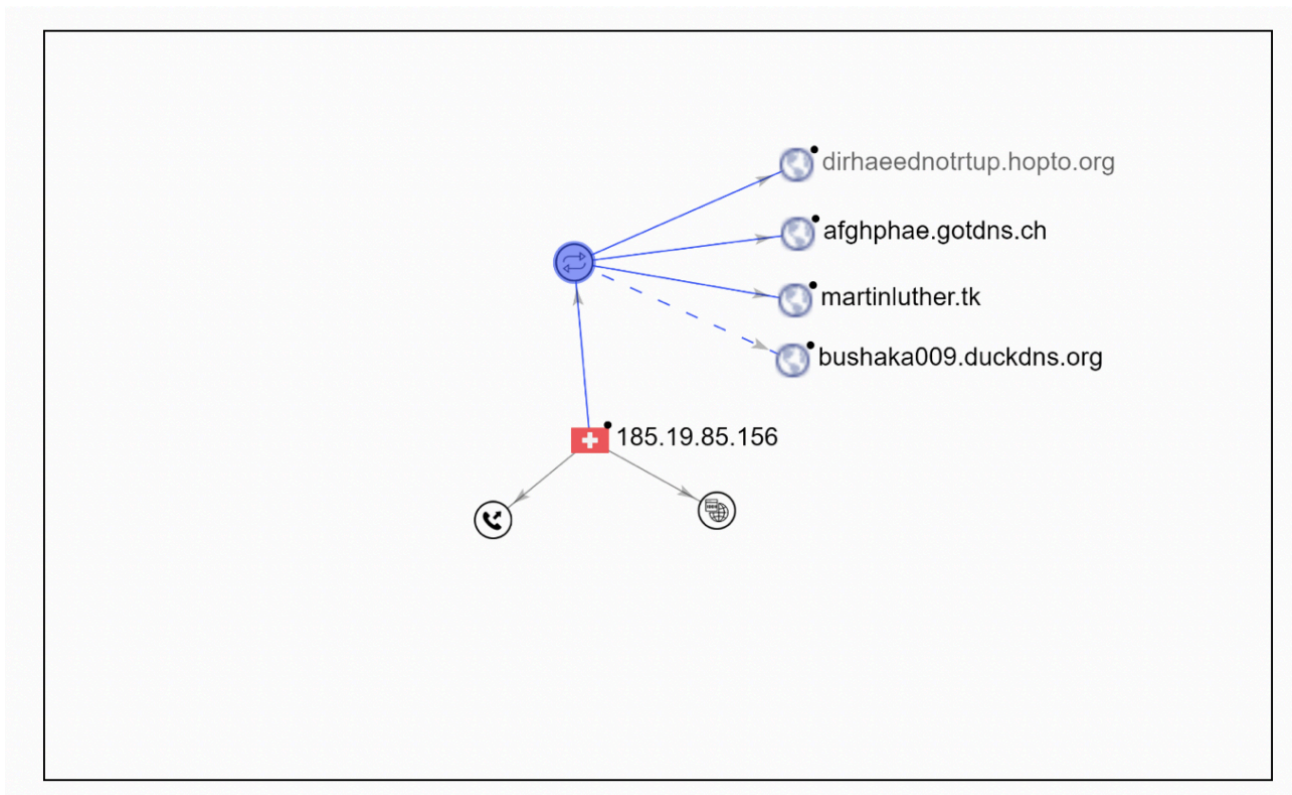 dirhaeednotrtup.hopto.org
afghphae.gotdns.ch
martinluther.tk
bushaka009.duckdns.org
185.19.85.156